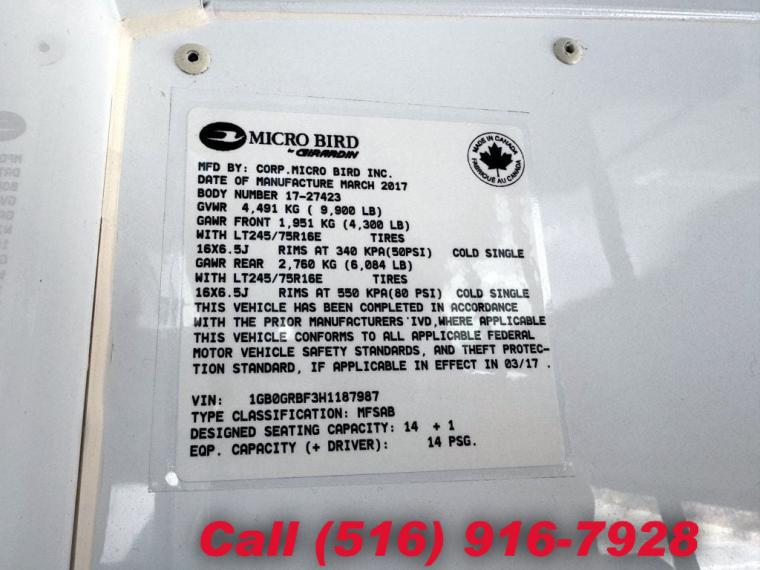 MICRO BIRD
by GIRARDIN
MADE IN CANADA
FABRIQUÉ AU CANADA
MFD BY: CORP.MICRO BIRD INC.
DATE OF MANUFACTURE MARCH 2017
BODY NUMBER 17-27423
GVWR 4,491 KG ( 9,900 LB)
GAWR FRONT 1,951 KG (4,300 LB)
WITH LT245/75R16E TIRES
16X6.5J RIMS AT 340 KPA(50PSI) COLD SINGLE
GAWR REAR 2,760 KG (6,084 LB)
WITH LT245/75R16E TIRES
16X6.5J RIMS AT 550 KPA(80 PSI) COLD SINGLE
THIS VEHICLE HAS BEEN COMPLETED IN ACCORDANCE
WITH THE PRIOR MANUFACTURERS'IVD,WHERE APPLICABLE
THIS VEHICLE CONFORMS TO ALL APPLICABLE FEDERAL
MOTOR VEHICLE SAFETY STANDARDS, AND THEFT PROTEC-
TION STANDARD, IF APPLICABLE IN EFFECT IN 03/17 .
VIN: 1GB0GRBF3H1187987
TYPE CLASSIFICATION: MFSAB
DESIGNED SEATING CAPACITY: 14 + 1
EQP. CAPACITY (+ DRIVER): 14 PSG.
Call (516) 916-7928